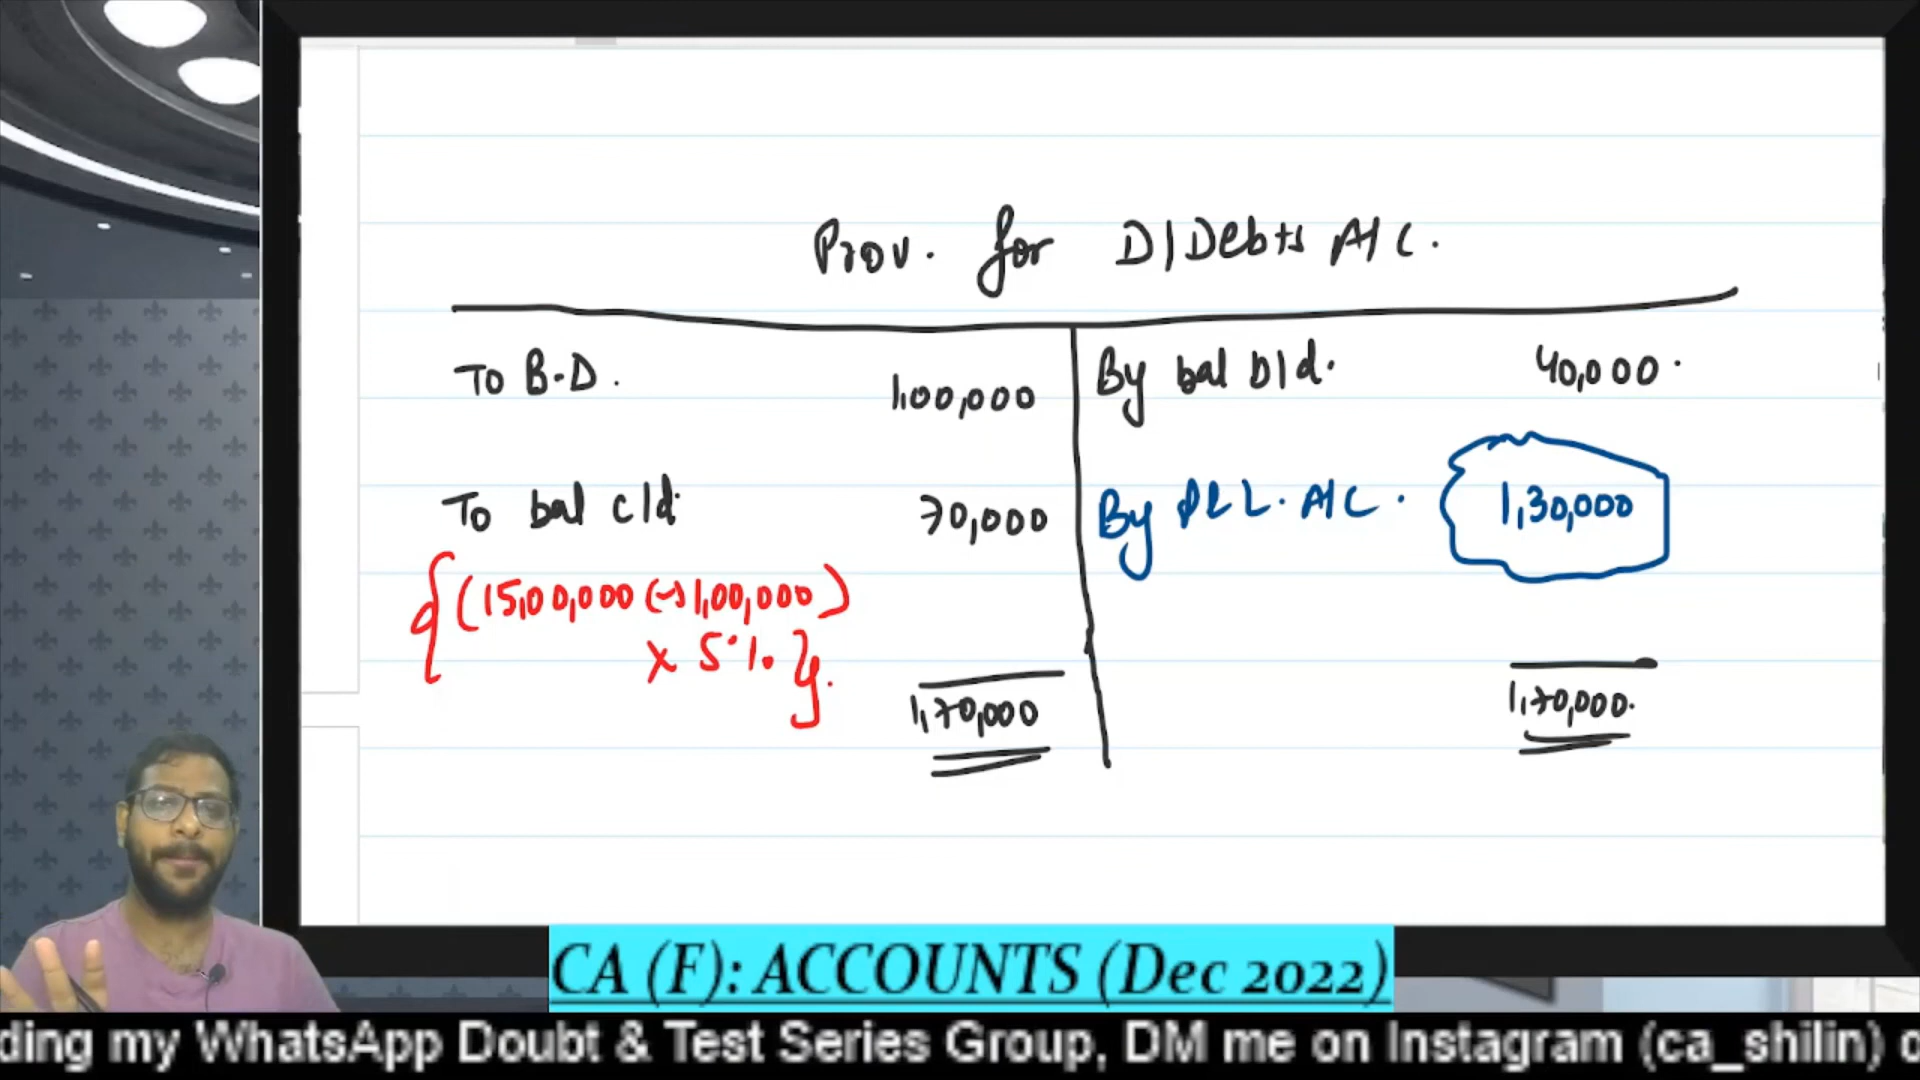 Prov. for D/Debts A/C.
To B.D. 1,00,000 By bal b/d. 40,000.
To bal c/d 70,000 By P&L. A/C. 1,30,000
{(15,00,000 (-) 1,00,000)
x 5%}.
1,70,000 1,70,000.
CA (F): ACCOUNTS (Dec 2022)
ding my WhatsApp Doubt & Test Series Group, DM me on Instagram (ca_shilin) o